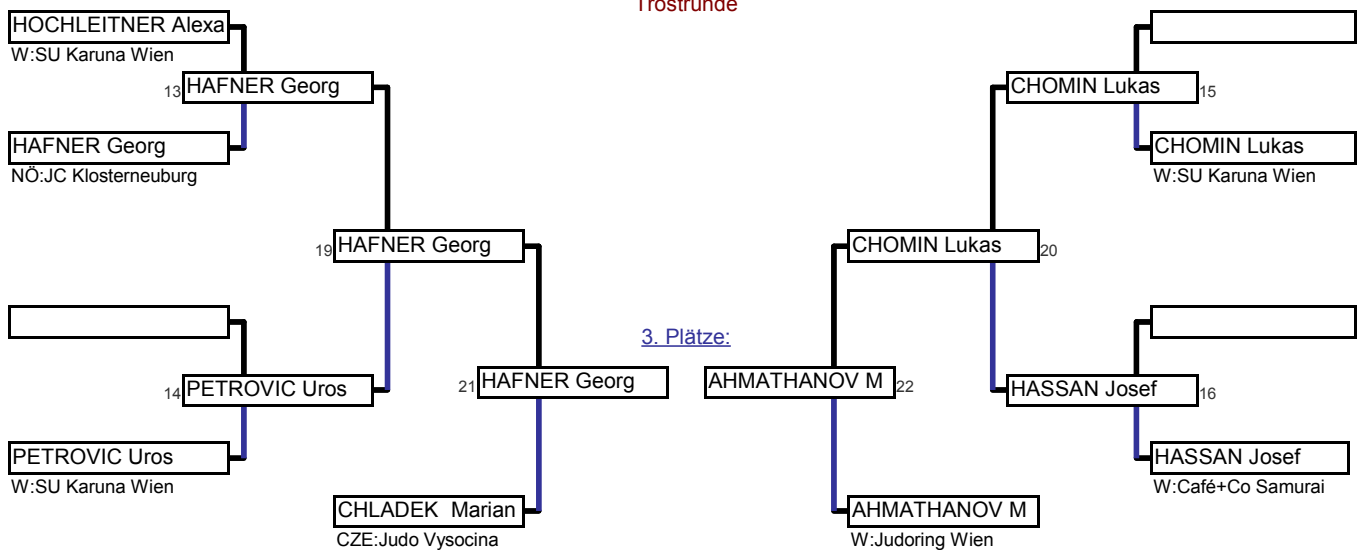 Trostrunde
HOCHLEITNER Alexa
W:SU Karuna Wien
13 HAFNER Georg
CHOMIN Lukas 15
HAFNER Georg
NÖ:JC Klosterneuburg
CHOMIN Lukas
W:SU Karuna Wien
19 HAFNER Georg
CHOMIN Lukas 20
3. Plätze:
14 PETROVIC Uros
21 HAFNER Georg
AHMATHANOV M 22
HASSAN Josef 16
PETROVIC Uros
W:SU Karuna Wien
HASSAN Josef
W:Café+Co Samurai
CHLADEK Marian
CZE:Judo Vysocina
AHMATHANOV M
W:Judoring Wien